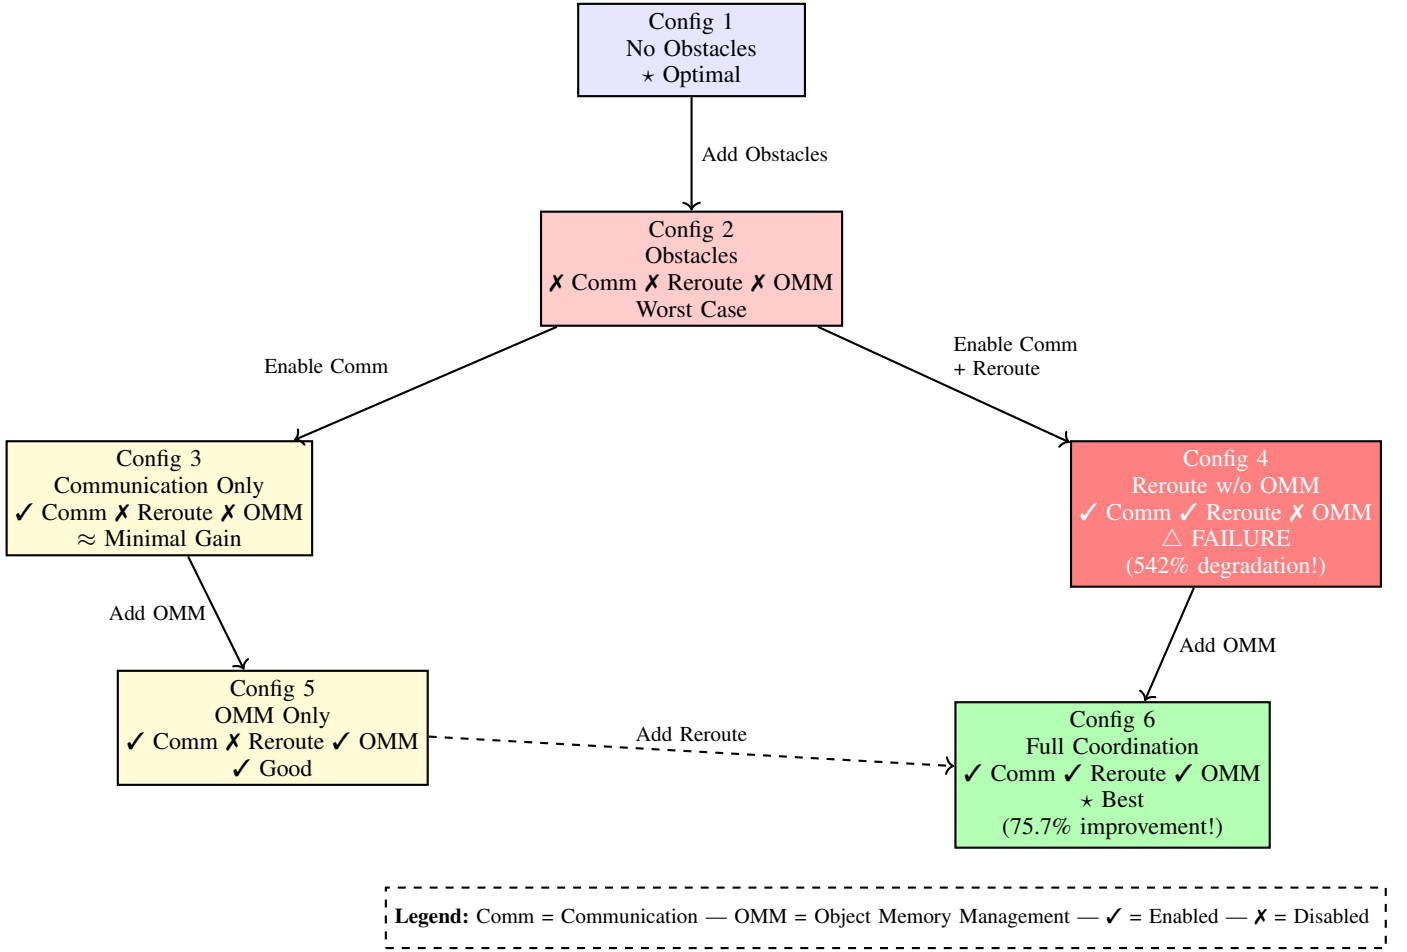 Config 1
No Obstacles
⋆ Optimal
Add Obstacles
Config 2
Obstacles
✗ Comm ✗ Reroute ✗ OMM
Worst Case
Enable Comm
Enable Comm
+ Reroute
Config 3
Communication Only
✓ Comm ✗ Reroute ✗ OMM
≈ Minimal Gain
Config 4
Reroute w/o OMM
✓ Comm ✓ Reroute ✗ OMM
△ FAILURE
(542% degradation!)
Add OMM
Add OMM
Config 5
OMM Only
✓ Comm ✗ Reroute ✓ OMM
✓ Good
Add Reroute
Config 6
Full Coordination
✓ Comm ✓ Reroute ✓ OMM
⋆ Best
(75.7% improvement!)
Legend: Comm = Communication — OMM = Object Memory Management — ✓ = Enabled — ✗ = Disabled